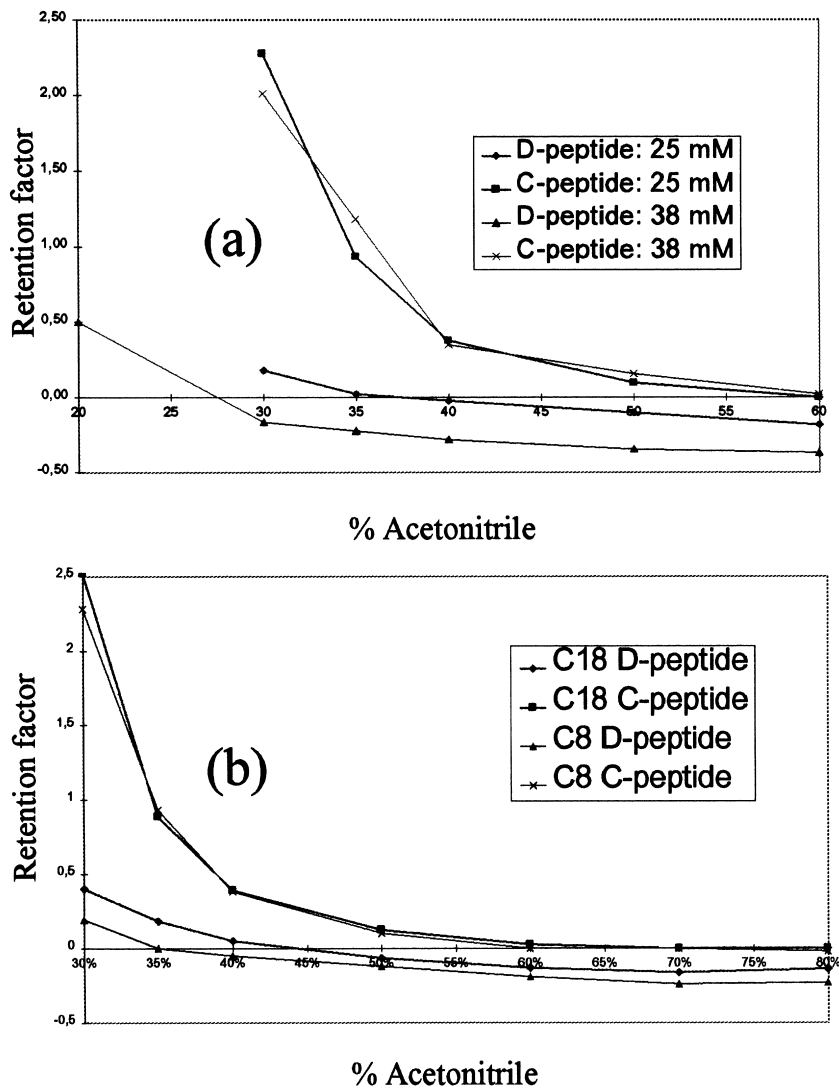 2,50
2,00
1,50
1,00
0,50
0,00
-0,50
Retention factor
(a)
D-peptide: 25 mM
C-peptide: 25 mM
D-peptide: 38 mM
C-peptide: 38 mM
20 25 30 35 40 45 50 55 60
% Acetonitrile
2,5
2
1,5
1
0,5
0
-0,5
Retention factor
(b)
C18 D-peptide
C18 C-peptide
C8 D-peptide
C8 C-peptide
30% 35% 40% 45% 50% 55% 60% 65% 70% 75% 80%
% Acetonitrile